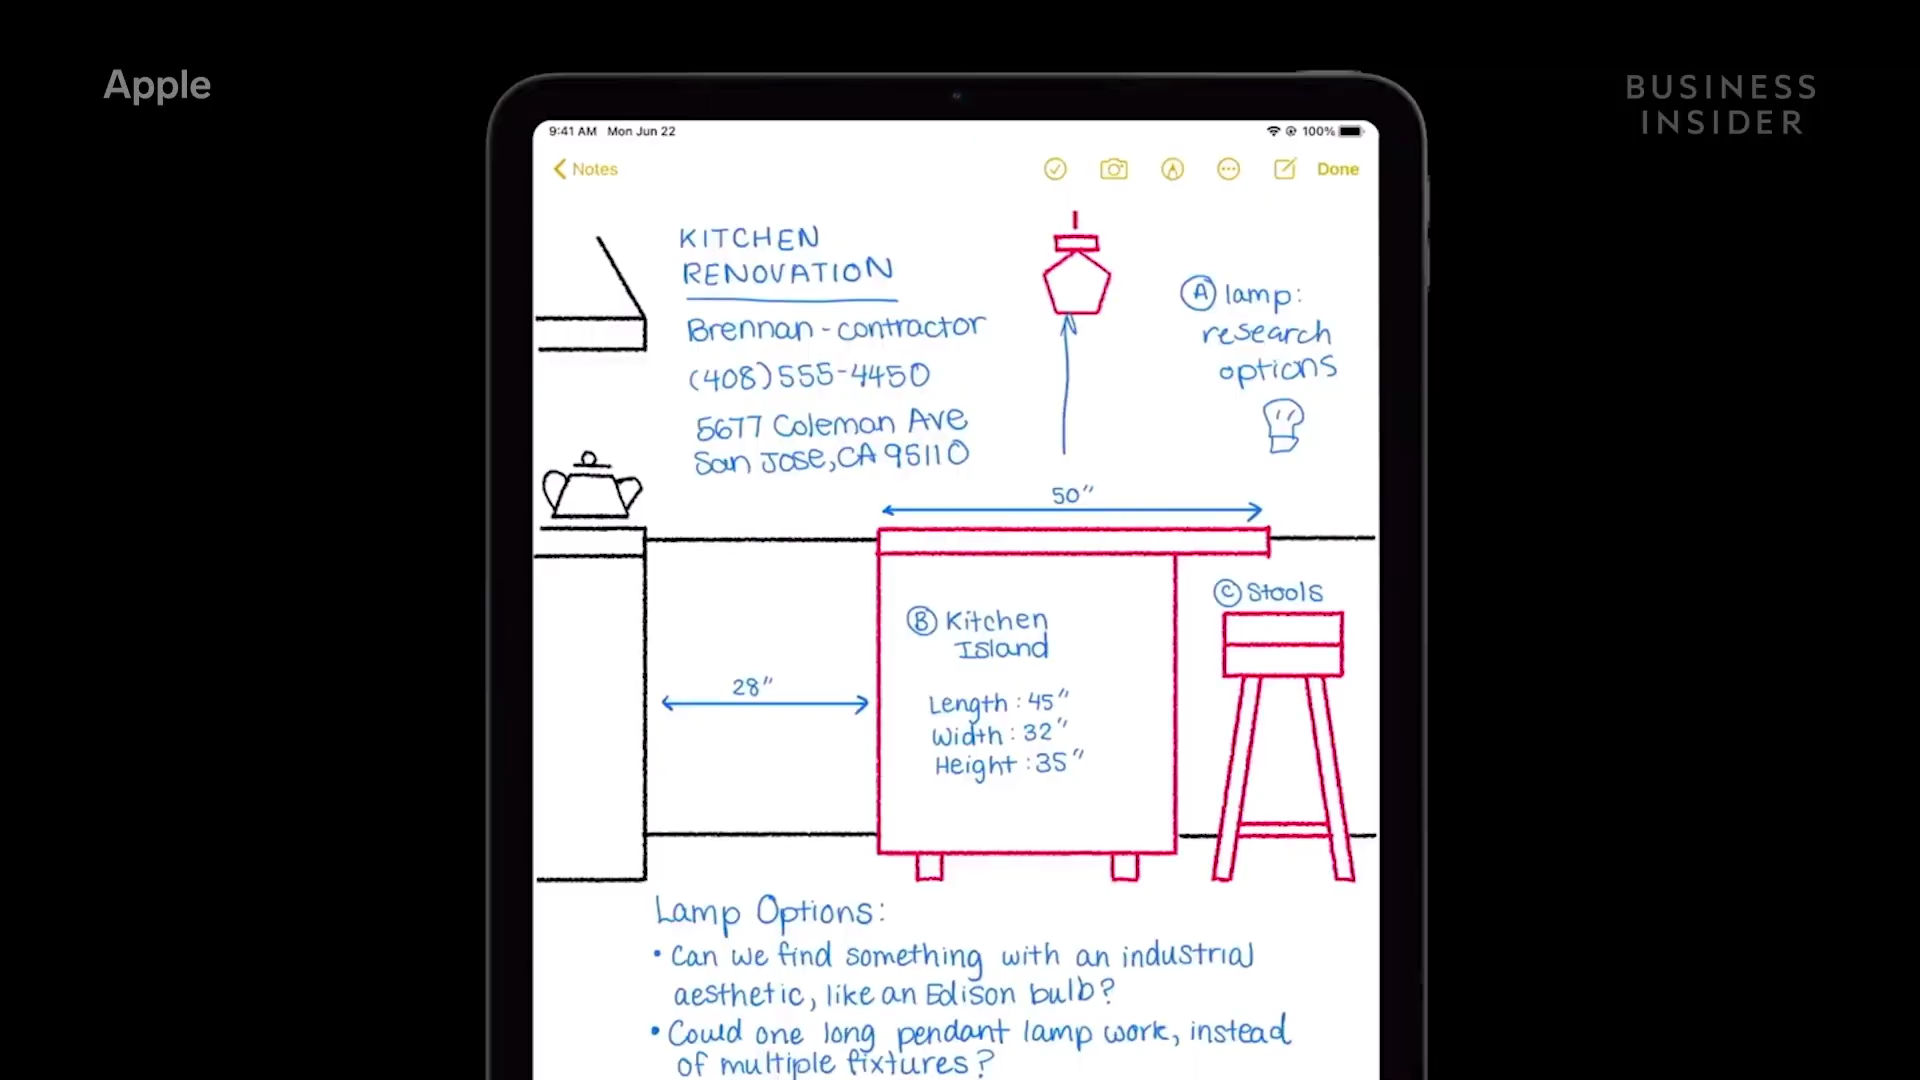 Apple
BUSINESS
INSIDER
9:41 AM Mon Jun 22
100%
Notes
Done
KITCHEN
RENOVATION
Brennan - contractor
(408) 555-4450
5677 Coleman Ave
San Jose, CA 95110
A lamp:
research
options
50"
C Stools
B Kitchen
Island
28"
Length: 45"
Width: 32"
Height: 35"
Lamp Options:
• Can we find something with an industrial
aesthetic, like an Edison bulb?
• Could one long pendant lamp work, instead
of multiple fixtures?